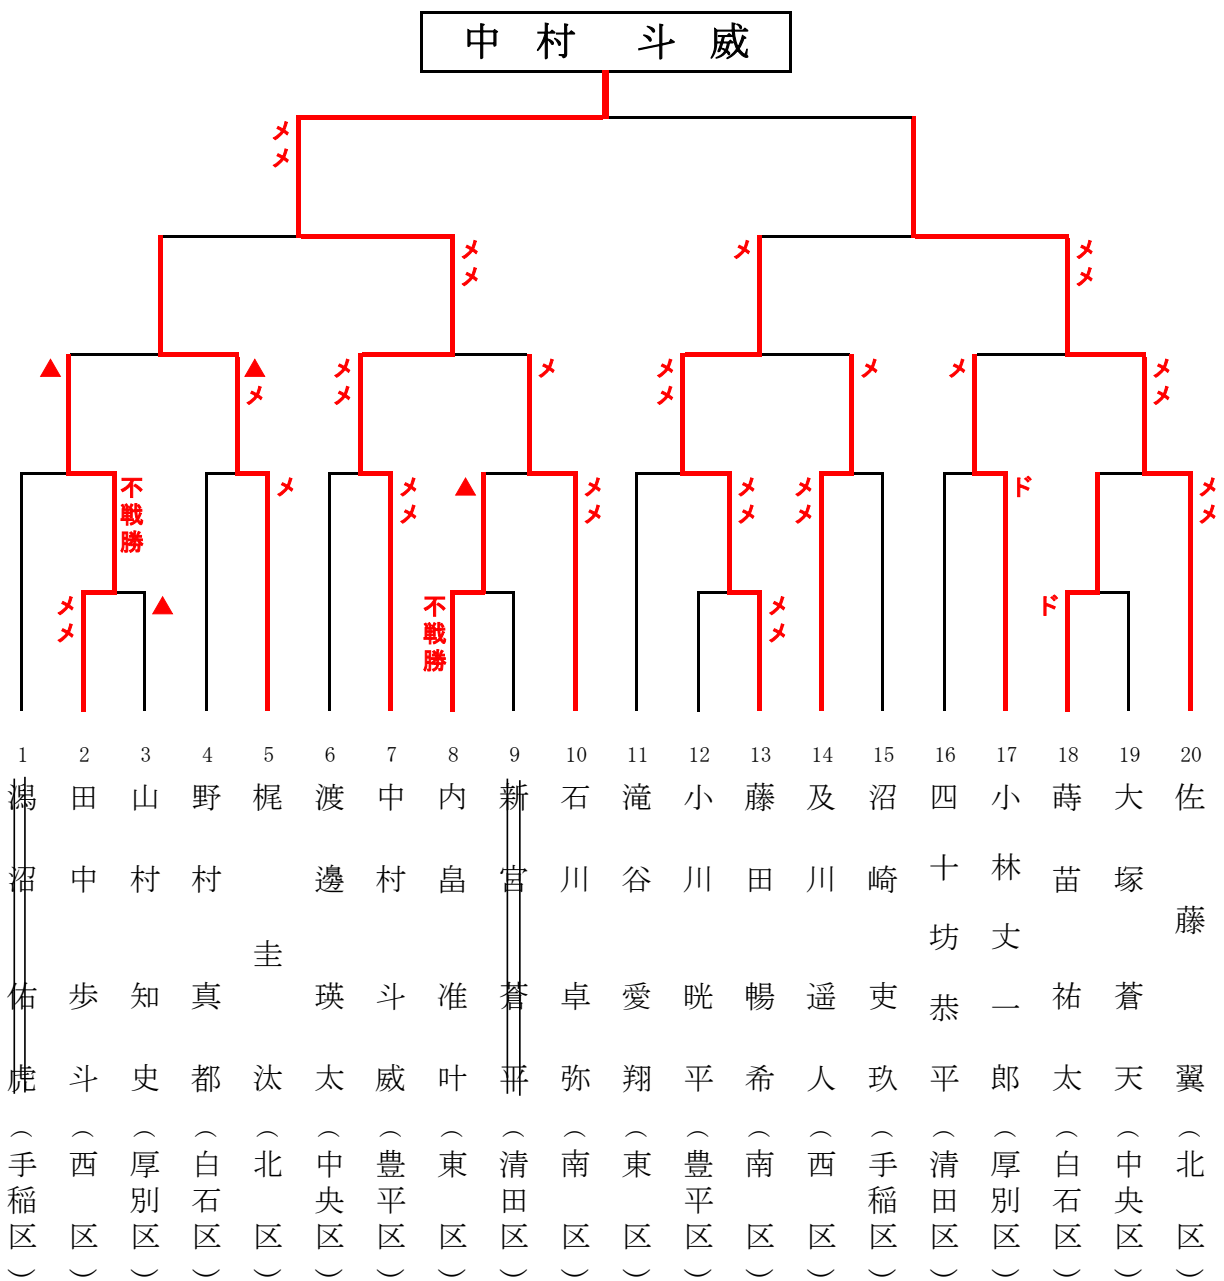 中村 斗威
メメ
メメ
メ
メメ
▲
▲メ
メメ
メ
メメ
メ
メ
メメ
不戦勝
メ
メメ
▲
メメ
メメ
メメ
ド
メメ
メメ
▲
不戦勝
メメ
ド
1 潟沼佑虎（手稲区）
2 田中歩斗（西区）
3 山村知史（厚別区）
4 野村真都（白石区）
5 梶圭汰（北区）
6 渡邊瑛太（中央区）
7 中村斗威（豊平区）
8 内畠准叶（東区）
9 新宮蒼平（清田区）
10 石川卓弥（南区）
11 滝谷愛翔（東区）
12 小川晄平（豊平区）
13 藤田暢希（南区）
14 及川遥人（西区）
15 沼崎吏玖（手稲区）
16 四十坊恭平（清田区）
17 小林丈一郎（厚別区）
18 蒔苗祐太（白石区）
19 大塚蒼天（中央区）
20 佐藤翼（北区）